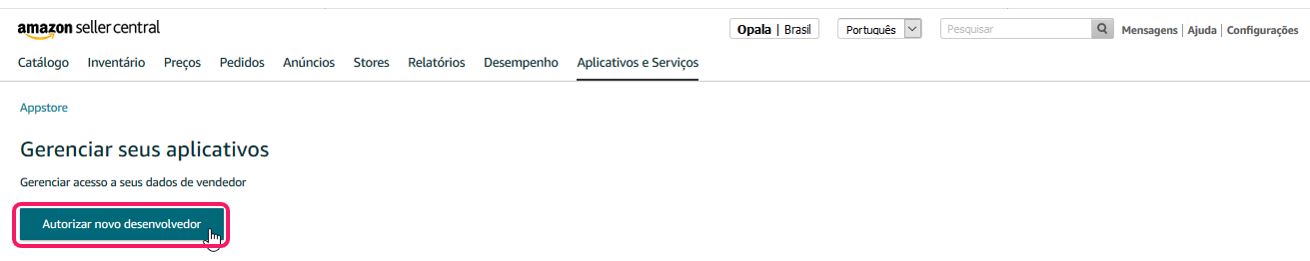 amazon seller central
Opala | Brasil
Português
Pesquisar
Mensagens | Ajuda | Configurações
Catálogo Inventário Preços Pedidos Anúncios Stores Relatórios Desempenho Aplicativos e Serviços
Appstore
Gerenciar seus aplicativos
Gerenciar acesso a seus dados de vendedor
Autorizar novo desenvolvedor